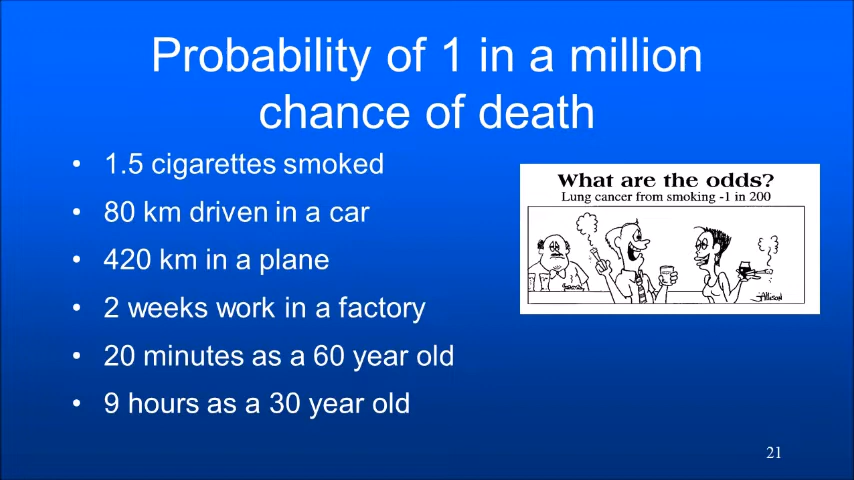 Probability of 1 in a million
chance of death
• 1.5 cigarettes smoked
• 80 km driven in a car
• 420 km in a plane
• 2 weeks work in a factory
• 20 minutes as a 60 year old
• 9 hours as a 30 year old
What are the odds?
Lung cancer from smoking -1 in 200
21